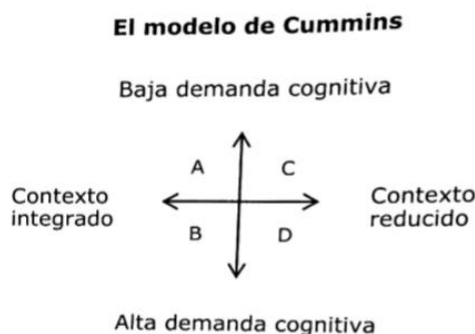 El modelo de Cummins
Baja demanda cognitiva
A
C
Contexto
integrado
Contexto
reducido
B
D
Alta demanda cognitiva